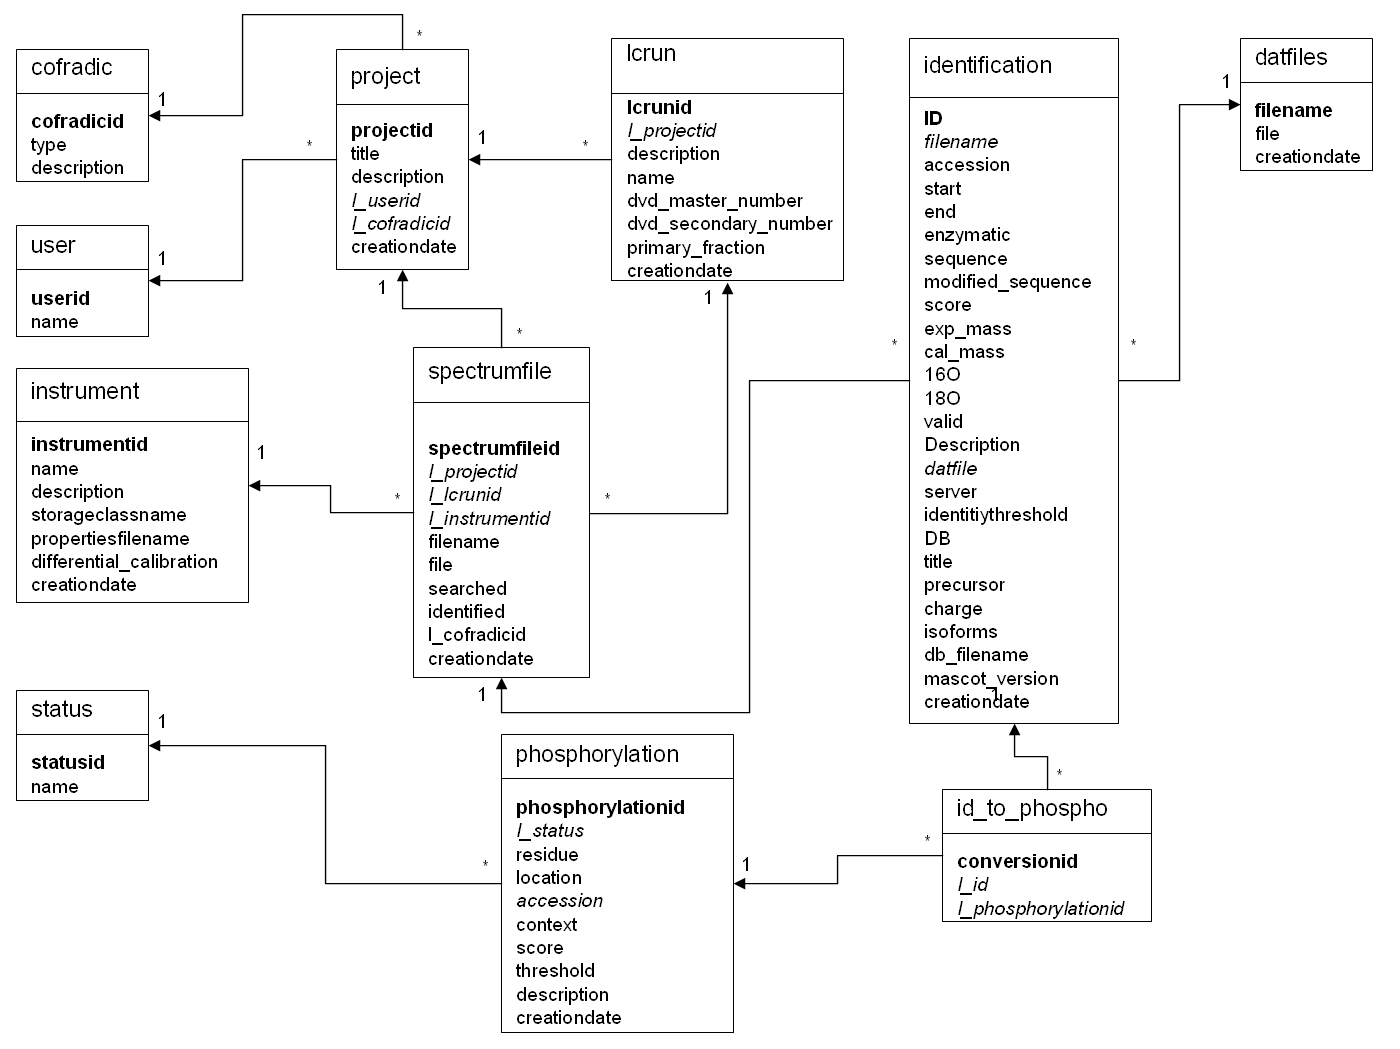 cofradic
cofradicid
type
description
1
*
project
projectid
title
description
l_userid
l_cofradicid
creationdate
*
1
user
userid
name
1
1
*
lcrun
lcrunid
l_projectid
description
name
dvd_master_number
dvd_secondary_number
primary_fraction
creationdate
1
*
identification
ID
filename
accession
start
end
enzymatic
sequence
modified_sequence
score
exp_mass
cal_mass
16O
18O
valid
Description
datfile
server
identitiythreshold
DB
title
precursor
charge
isoforms
db_filename
mascot_version
creationdate
1
*
*
1
datfiles
filename
file
creationdate
instrument
instrumentid
name
description
storageclassname
propertiesfilename
differential_calibration
creationdate
1
*
spectrumfile
spectrumfileid
l_projectid
l_lcrunid
l_instrumentid
filename
file
searched
identified
l_cofradicid
creationdate
*
1
status
statusid
name
1
*
phosphorylation
phosphorylationid
l_status
residue
location
accession
context
score
threshold
description
creationdate
1
*
*
id_to_phospho
conversionid
l_id
l_phosphorylationid